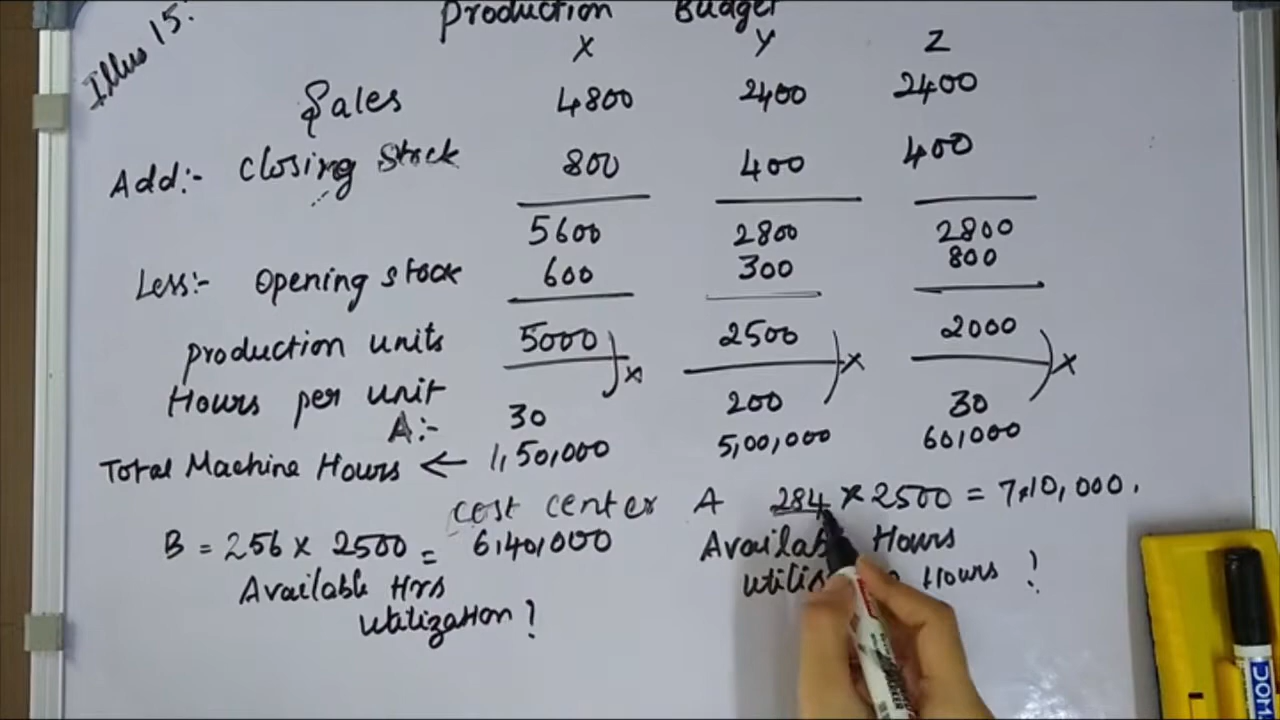 Illus 15:
Production Budget
X Y Z
Sales 4800 2400 2400
Add:- Closing Stock 800 400 400
5600 2800 2800
Less:- Opening stock 600 300 800
production units 5000 2500 2000
x x x
Hours per unit
A:- 30 200 30
Total Machine Hours ← 1,50,000 5,00,000 60,000
cost center A 284 x 2500 = 7,10,000.
B = 256 x 2500 = 6,40,000
Available Hours
Available Hrs
Hours !
utilization ?
DOM